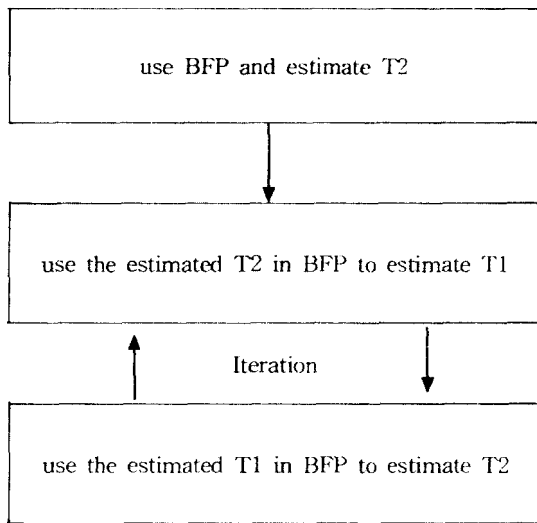 use BFP and estimate T2
use the estimated T2 in BFP to estimate T1
Iteration
use the estimated T1 in BFP to estimate T2